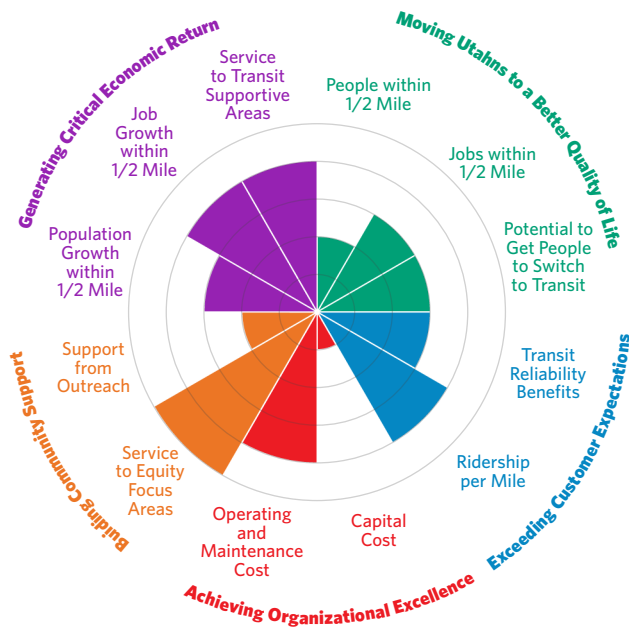 Generating Critical Economic Return
Moving Utahns to a Better Quality of Life
Service
to Transit
Supportive
Areas
People within
1/2 Mile
Job
Growth
within
1/2 Mile
Jobs within
1/2 Mile
Population
Growth
within
1/2 Mile
Potential to
Get People
to Switch
to Transit
Support
from
Outreach
Transit
Reliability
Benefits
Service
to Equity
Focus
Areas
Ridership
per Mile
Operating
and
Maintenance
Cost
Capital
Cost
Buiding Community Support
Exceeding Customer Expectations
Achieving Organizational Excellence